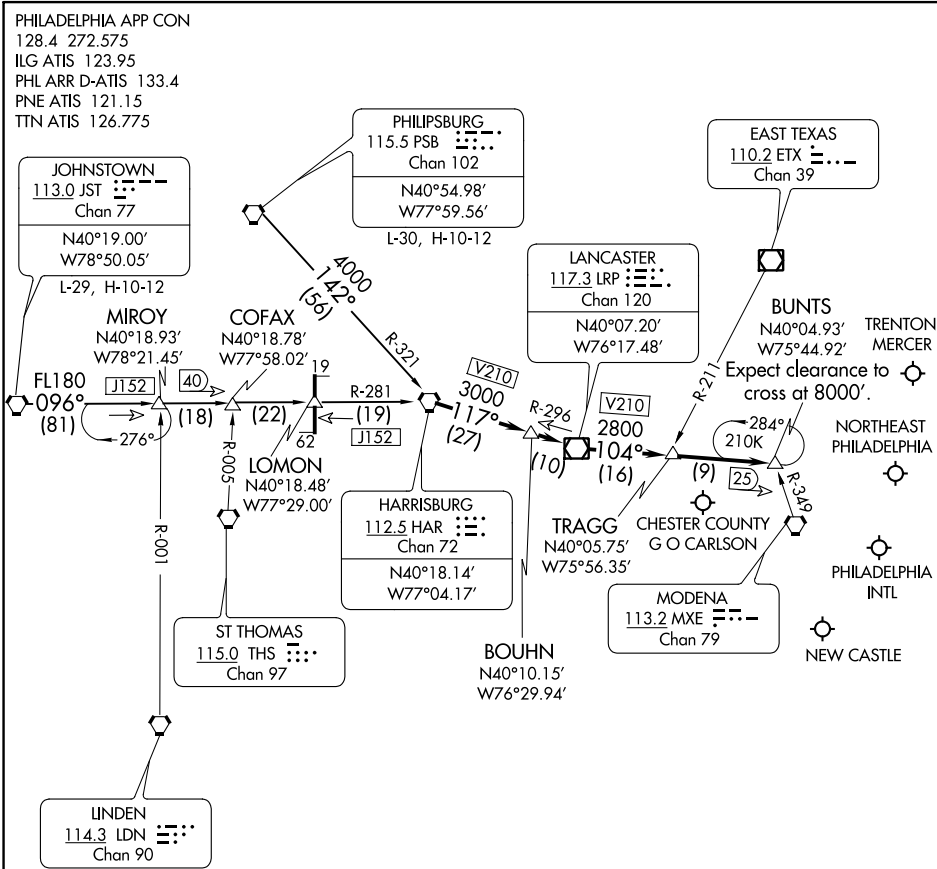 PHILADELPHIA APP CON
128.4 272.575
ILG ATIS 123.95
PHL ARR D-ATIS 133.4
PNE ATIS 121.15
TTN ATIS 126.775
JOHNSTOWN
113.0 JST
Chan 77
N40°19.00'
W78°50.05'
L-29, H-10-12
PHILIPSBURG
115.5 PSB
Chan 102
N40°54.98'
W77°59.56'
L-30, H-10-12
EAST TEXAS
110.2 ETX
Chan 39
LANCASTER
117.3 LRP
Chan 120
N40°07.20'
W76°17.48'
MIROY
N40°18.93'
W78°21.45'
COFAX
N40°18.78'
W77°58.02'
4000
142°
(56)
R-321
BUNTS
N40°04.93'
W75°44.92'
Expect clearance to
cross at 8000'.
TRENTON
MERCER
FL180
096°
(81)
J152
276°
40
(18)
(22)
19
62
R-281
(19)
J152
V210
3000
117°
(27)
R-296
(10)
V210
2800
104°
(16)
R-211
284°
210K
(9)
25
R-349
NORTHEAST
PHILADELPHIA
R-001
R-005
LOMON
N40°18.48'
W77°29.00'
HARRISBURG
112.5 HAR
Chan 72
N40°18.14'
W77°04.17'
TRAGG
N40°05.75'
W75°56.35'
CHESTER COUNTY
G O CARLSON
PHILADELPHIA
INTL
MODENA
113.2 MXE
Chan 79
NEW CASTLE
ST THOMAS
115.0 THS
Chan 97
BOUHN
N40°10.15'
W76°29.94'
LINDEN
114.3 LDN
Chan 90